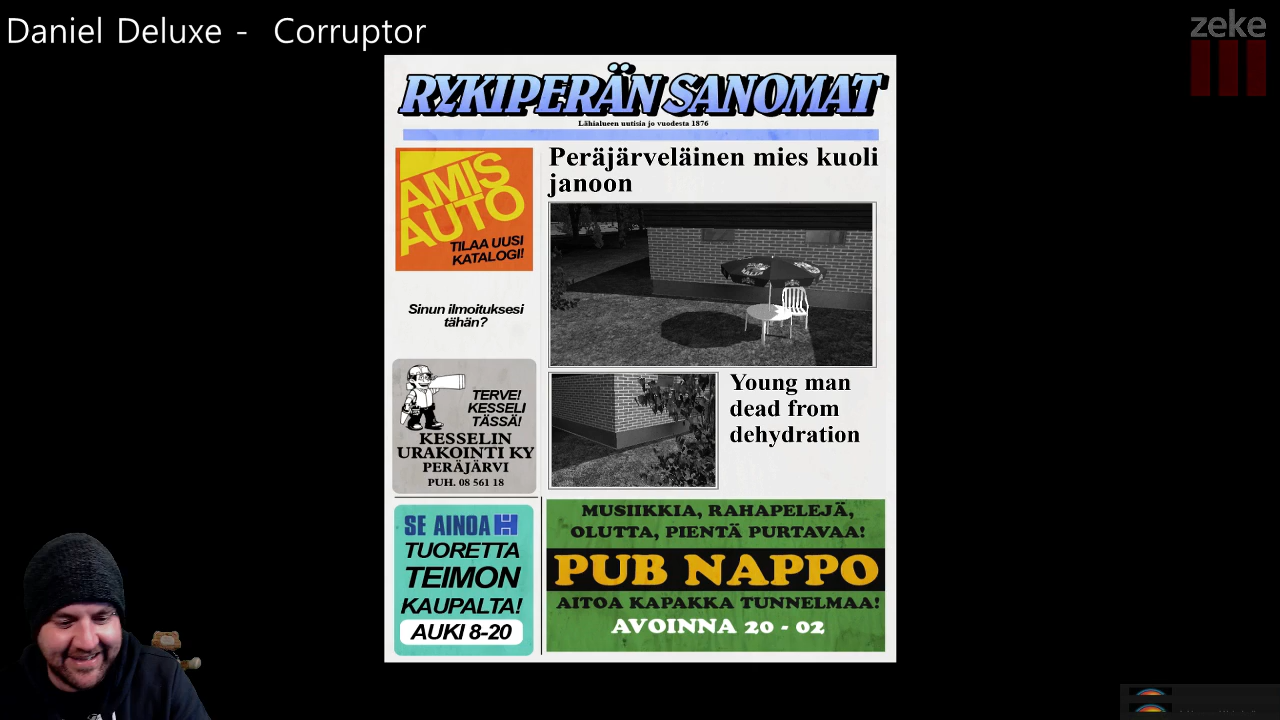 Daniel Deluxe - Corruptor
zeke
RYKIPERÄN SANOMAT
Lähialueen uutisia jo vuodesta 1876
AMIS
AUTO
TILAA UUSI
KATALOGI!
Sinun ilmoituksesi
tähän?
TERVE!
KESSELI
TÄSSÄ!
KESSELIN
URAKOINTI KY
PERÄJÄRVI
PUH. 08 561 18
SE AINOA H
TUORETTA
TEIMON
KAUPALTA!
AUKI 8-20
Peräjärveläinen mies kuoli
janoon
Young man
dead from
dehydration
MUSIIKKIA, RAHAPELEJÄ,
OLUTTA, PIENTÄ PURTAVAA!
PUB NAPPO
AITOA KAPAKKA TUNNELMAA!
AVOINNA 20 - 02